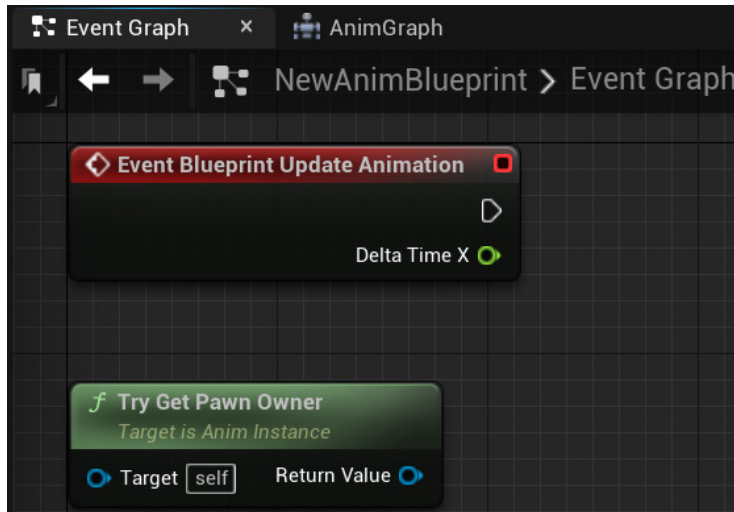 Event Graph × AnimGraph
NewAnimBlueprint > Event Graph
Event Blueprint Update Animation
Delta Time X
f Try Get Pawn Owner
Target is Anim Instance
Target self Return Value